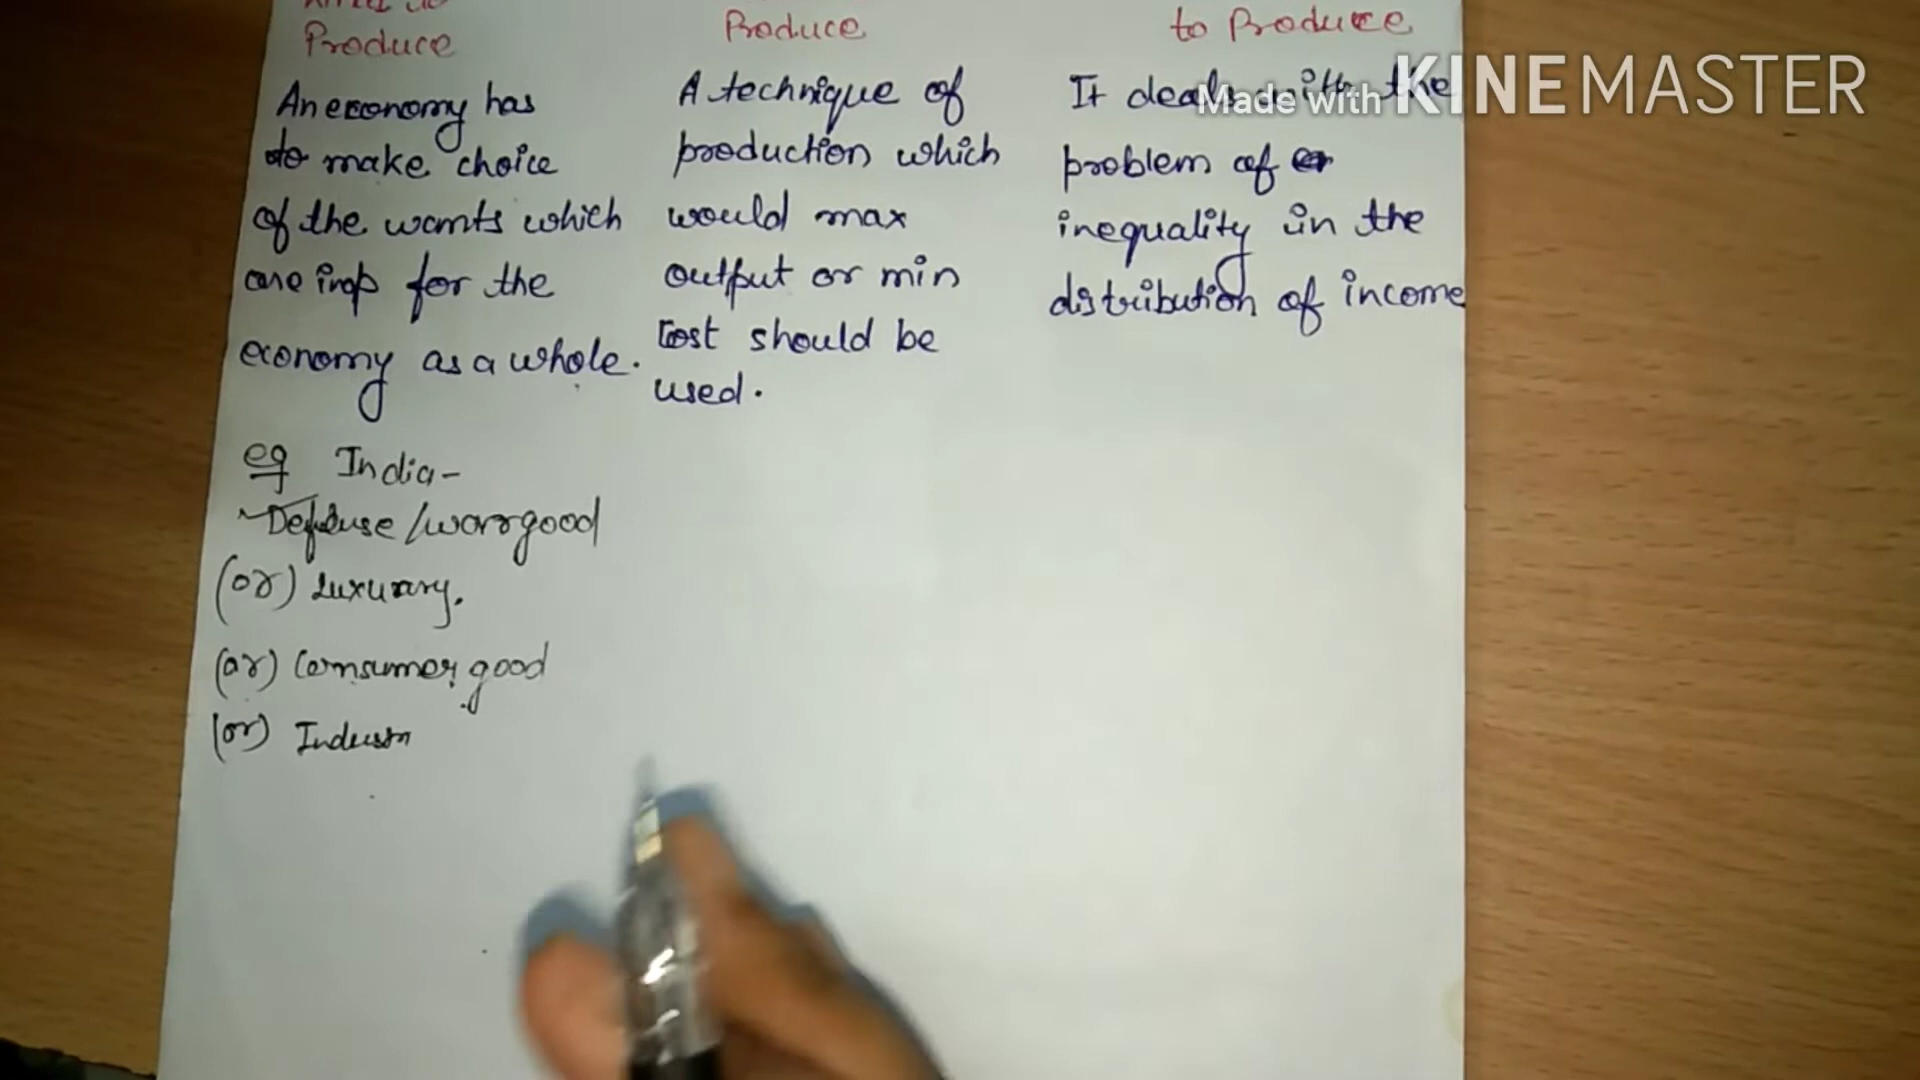 Produce
An economy has
to make choice
of the wants which
are imp for the
economy as a whole.
eg India-
Defense/war good
(or) Luxurary.
(or) Consumer good
(or) Industr
Produce
A technique of
production which
would max
output or min
cost should be
used.
to Produce
It deals with the
problem of
inequality in the
distribution of income
Made with KINEMASTER